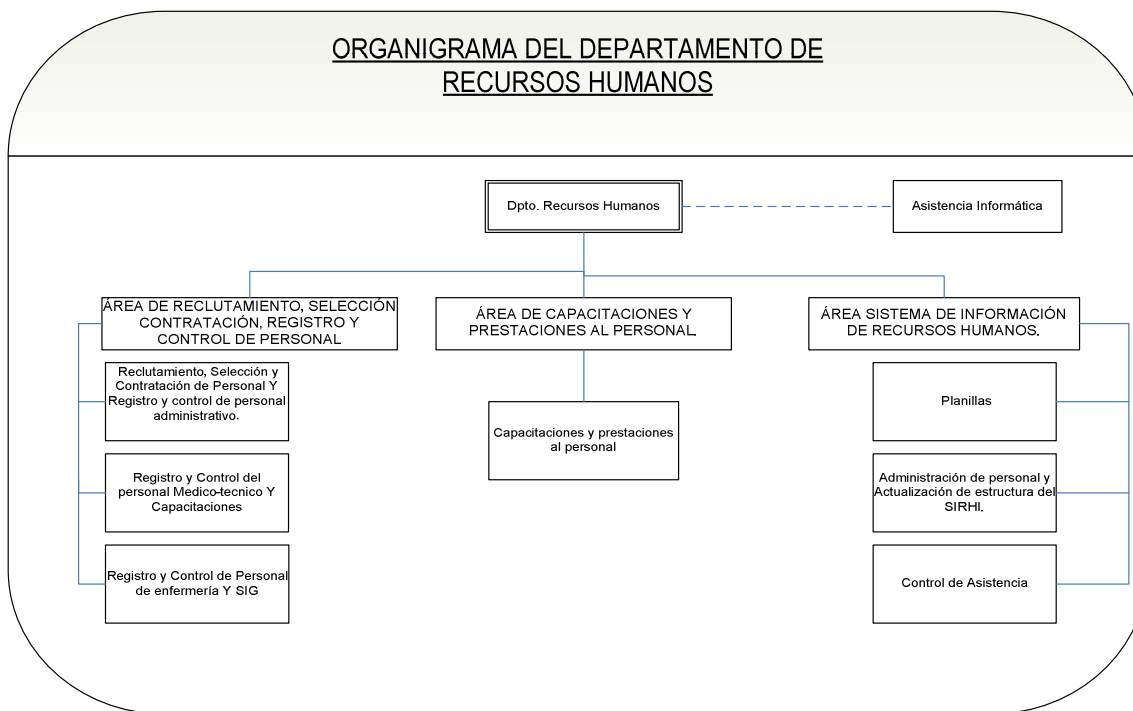 ORGANIGRAMA DEL DEPARTAMENTO DE
RECURSOS HUMANOS
Dpto. Recursos Humanos
Asistencia Informática
ÁREA DE RECLUTAMIENTO, SELECCIÓN
CONTRATACIÓN, REGISTRO Y
CONTROL DE PERSONAL
ÁREA DE CAPACITACIONES Y
PRESTACIONES AL PERSONAL.
ÁREA SISTEMA DE INFORMACIÓN
DE RECURSOS HUMANOS.
Reclutamiento, Selección y
Contratación de Personal Y
Registro y control de personal
administrativo.
Registro y Control del
personal Medico-tecnico Y
Capacitaciones
Registro y Control de Personal
de enfermería Y SIG
Capacitaciones y prestaciones
al personal
Planillas
Administración de personal y
Actualización de estructura del
SIRHI.
Control de Asistencia